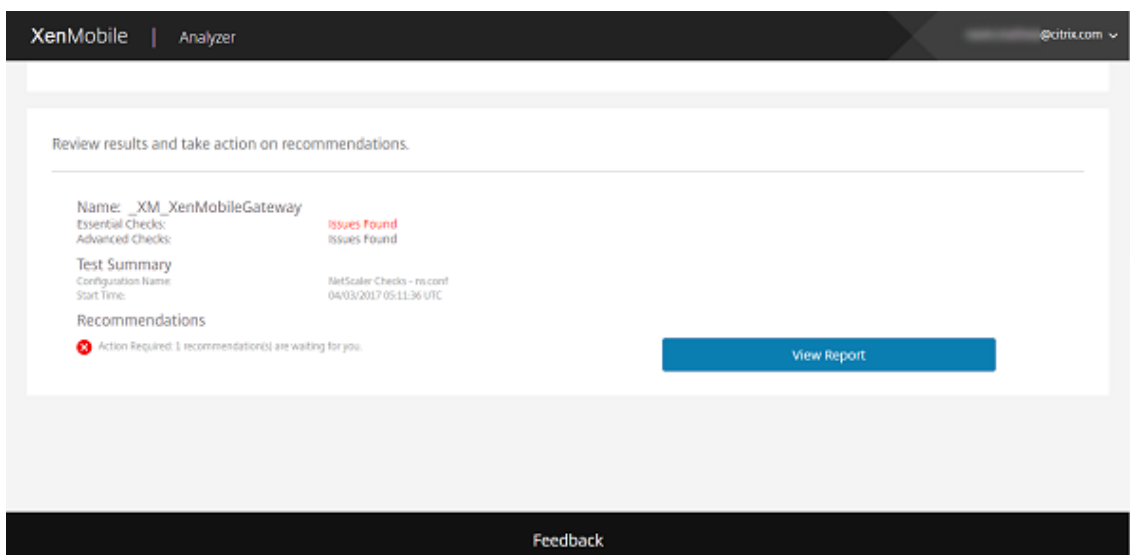 XenMobile | Analyzer
@citrix.com
Review results and take action on recommendations.
Name: _XM_XenMobileGateway
Essential Checks: Issues Found
Advanced Checks: Issues Found
Test Summary
Configuration Name: NetScaler Checks - ns.conf
Start Time: 04/03/2017 05:11:36 UTC
Recommendations
Action Required: 1 recommendation(s) are waiting for you.
View Report
Feedback